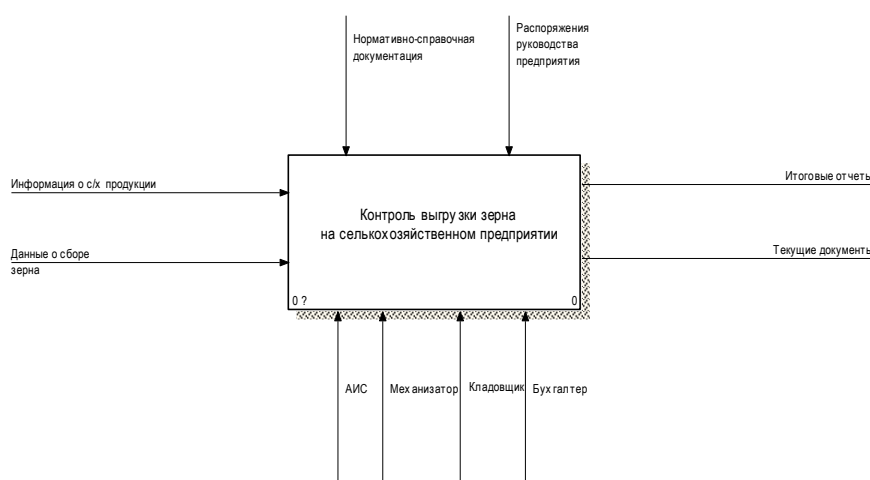 Нормативно-справочная
документация
Распоряжения
руководства
предприятия
Информация о с/х продукции
Итоговые отчеты
Контроль выгрузки зерна
на сельскохозяйственном предприятии
Данные о сборе
зерна
Текущие документы
0 ?
0
АИС
Механизатор
Кладовщик
Бухгалтер